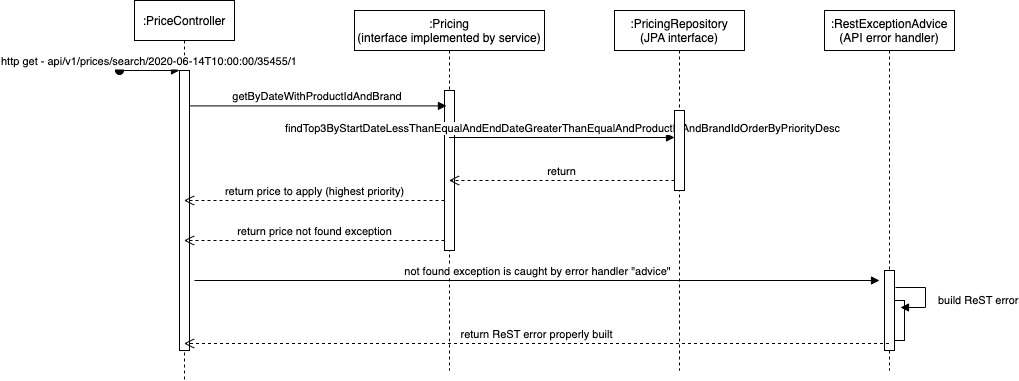 :PriceController
:Pricing
(interface implemented by service)
:PricingRepository
(JPA interface)
:RestExceptionAdvice
(API error handler)
http get - api/v1/prices/search/2020-06-14T10:00:00/35455/1
getByDateWithProductIdAndBrand
findTop3ByStartDateLessThanEqualAndEndDateGreaterThanEqualAndProductI AndBrandIdOrderByPriorityDesc
return
return price to apply (highest priority)
return price not found exception
not found exception is caught by error handler "advice"
build ReST error
return ReST error properly built